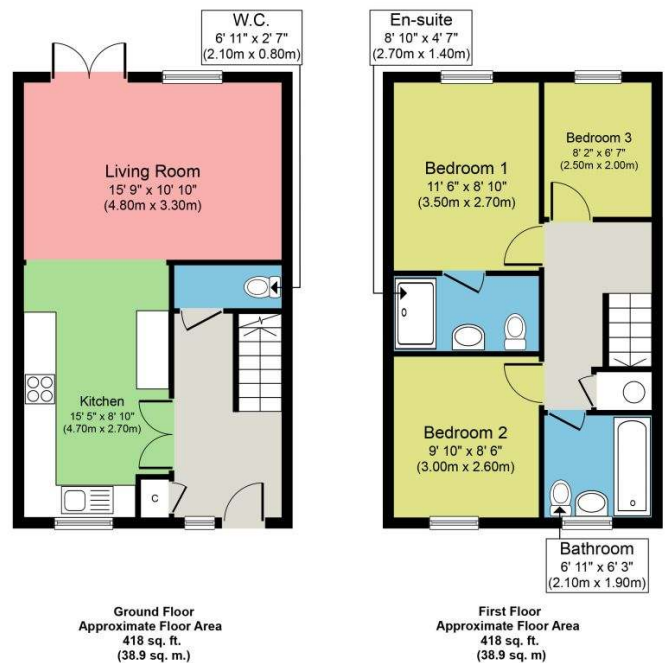 W.C.
6' 11" x 2' 7"
(2.10m x 0.80m)
Living Room
15' 9" x 10' 10"
(4.80m x 3.30m)
Kitchen
15' 5" x 8' 10"
(4.70m x 2.70m)
C
Ground Floor
Approximate Floor Area
418 sq. ft.
(38.9 sq. m.)
En-suite
8' 10" x 4' 7"
(2.70m x 1.40m)
Bedroom 1
11' 6" x 8' 10"
(3.50m x 2.70m)
Bedroom 3
8' 2" x 6' 7"
(2.50m x 2.00m)
Bedroom 2
9' 10" x 8' 6"
(3.00m x 2.60m)
Bathroom
6' 11" x 6' 3"
(2.10m x 1.90m)
First Floor
Approximate Floor Area
418 sq. ft.
(38.9 sq. m)